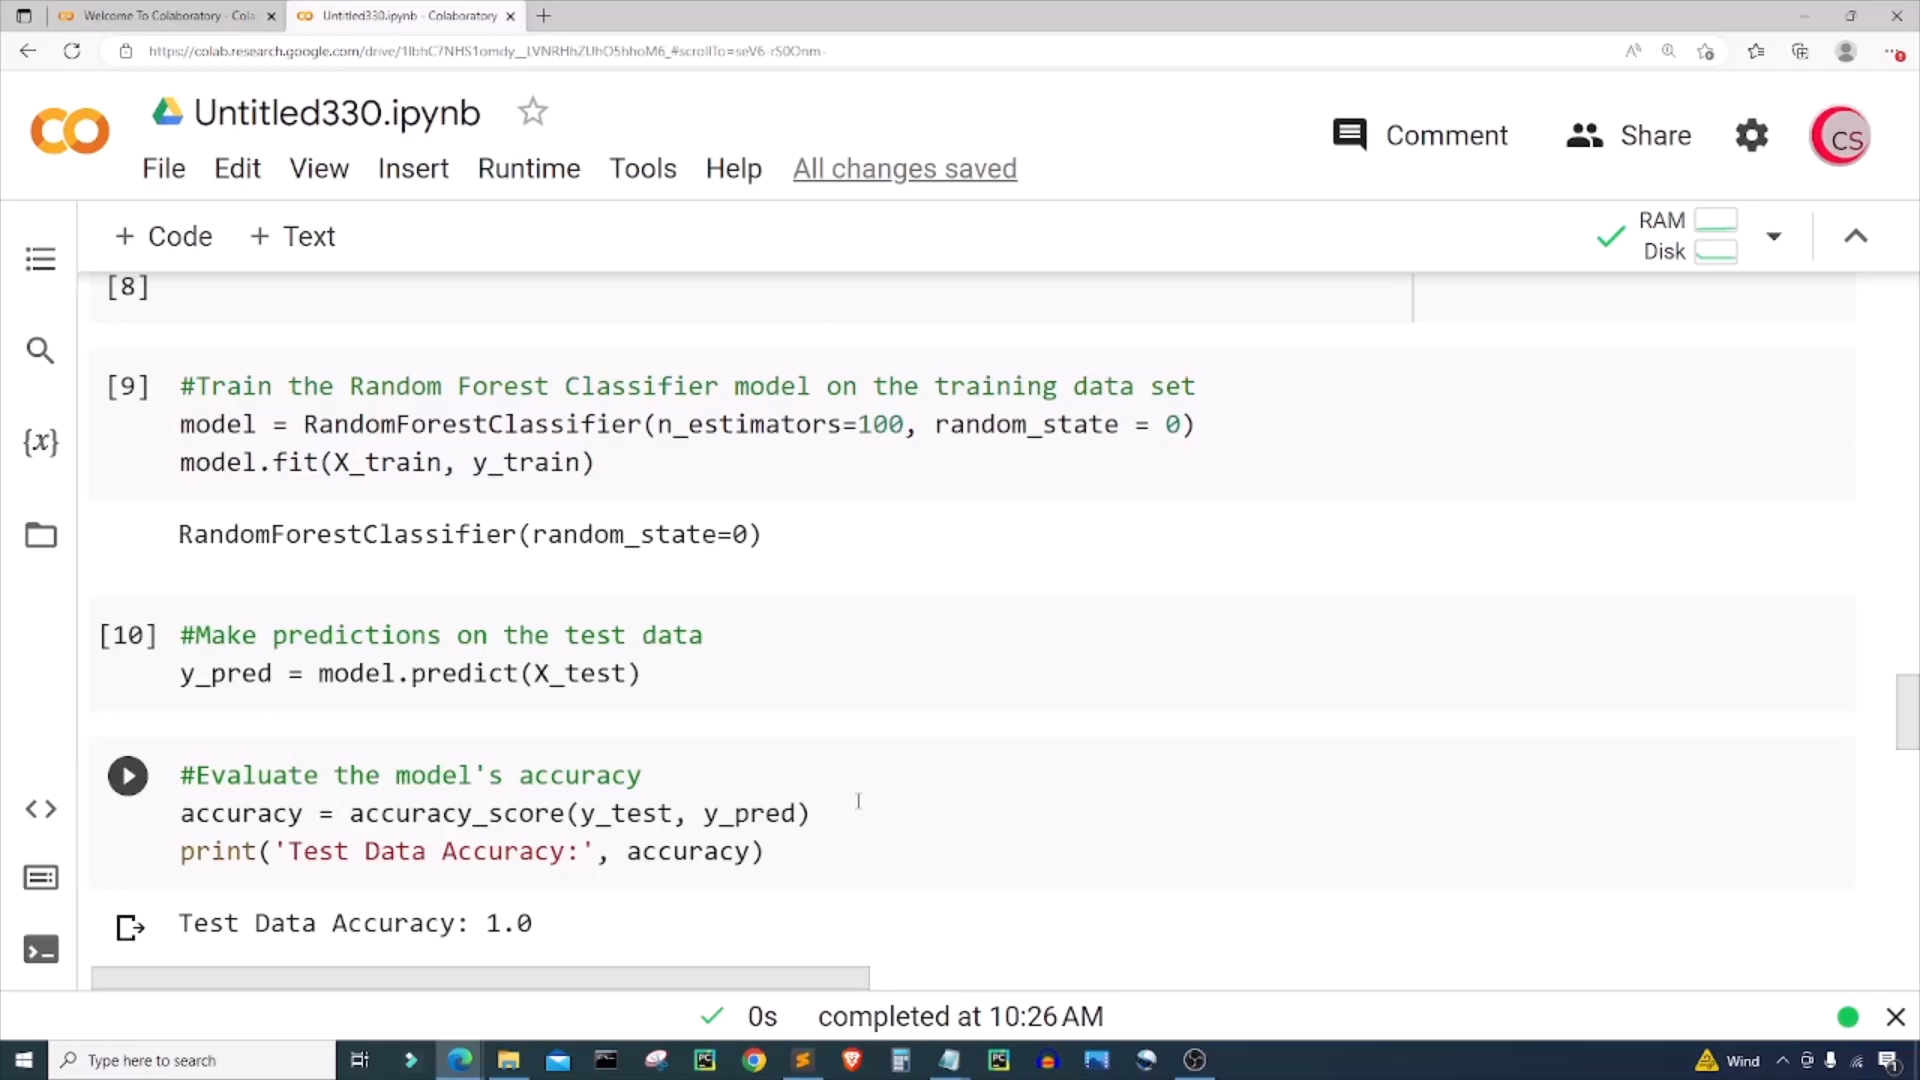 Welcome To Colaboratory - Cola
Untitled330.ipynb - Colaboratory
Untitled330.ipynb
Comment
Share
CS
File Edit View Insert Runtime Tools Help All changes saved
+ Code + Text
RAM
Disk
[8]
[9] #Train the Random Forest Classifier model on the training data set
model = RandomForestClassifier(n_estimators=100, random_state = 0)
model.fit(X_train, y_train)
RandomForestClassifier(random_state=0)
[10] #Make predictions on the test data
y_pred = model.predict(X_test)
#Evaluate the model's accuracy
accuracy = accuracy_score(y_test, y_pred)
print('Test Data Accuracy:', accuracy)
Test Data Accuracy: 1.0
0s completed at 10:26 AM
Type here to search
Wind